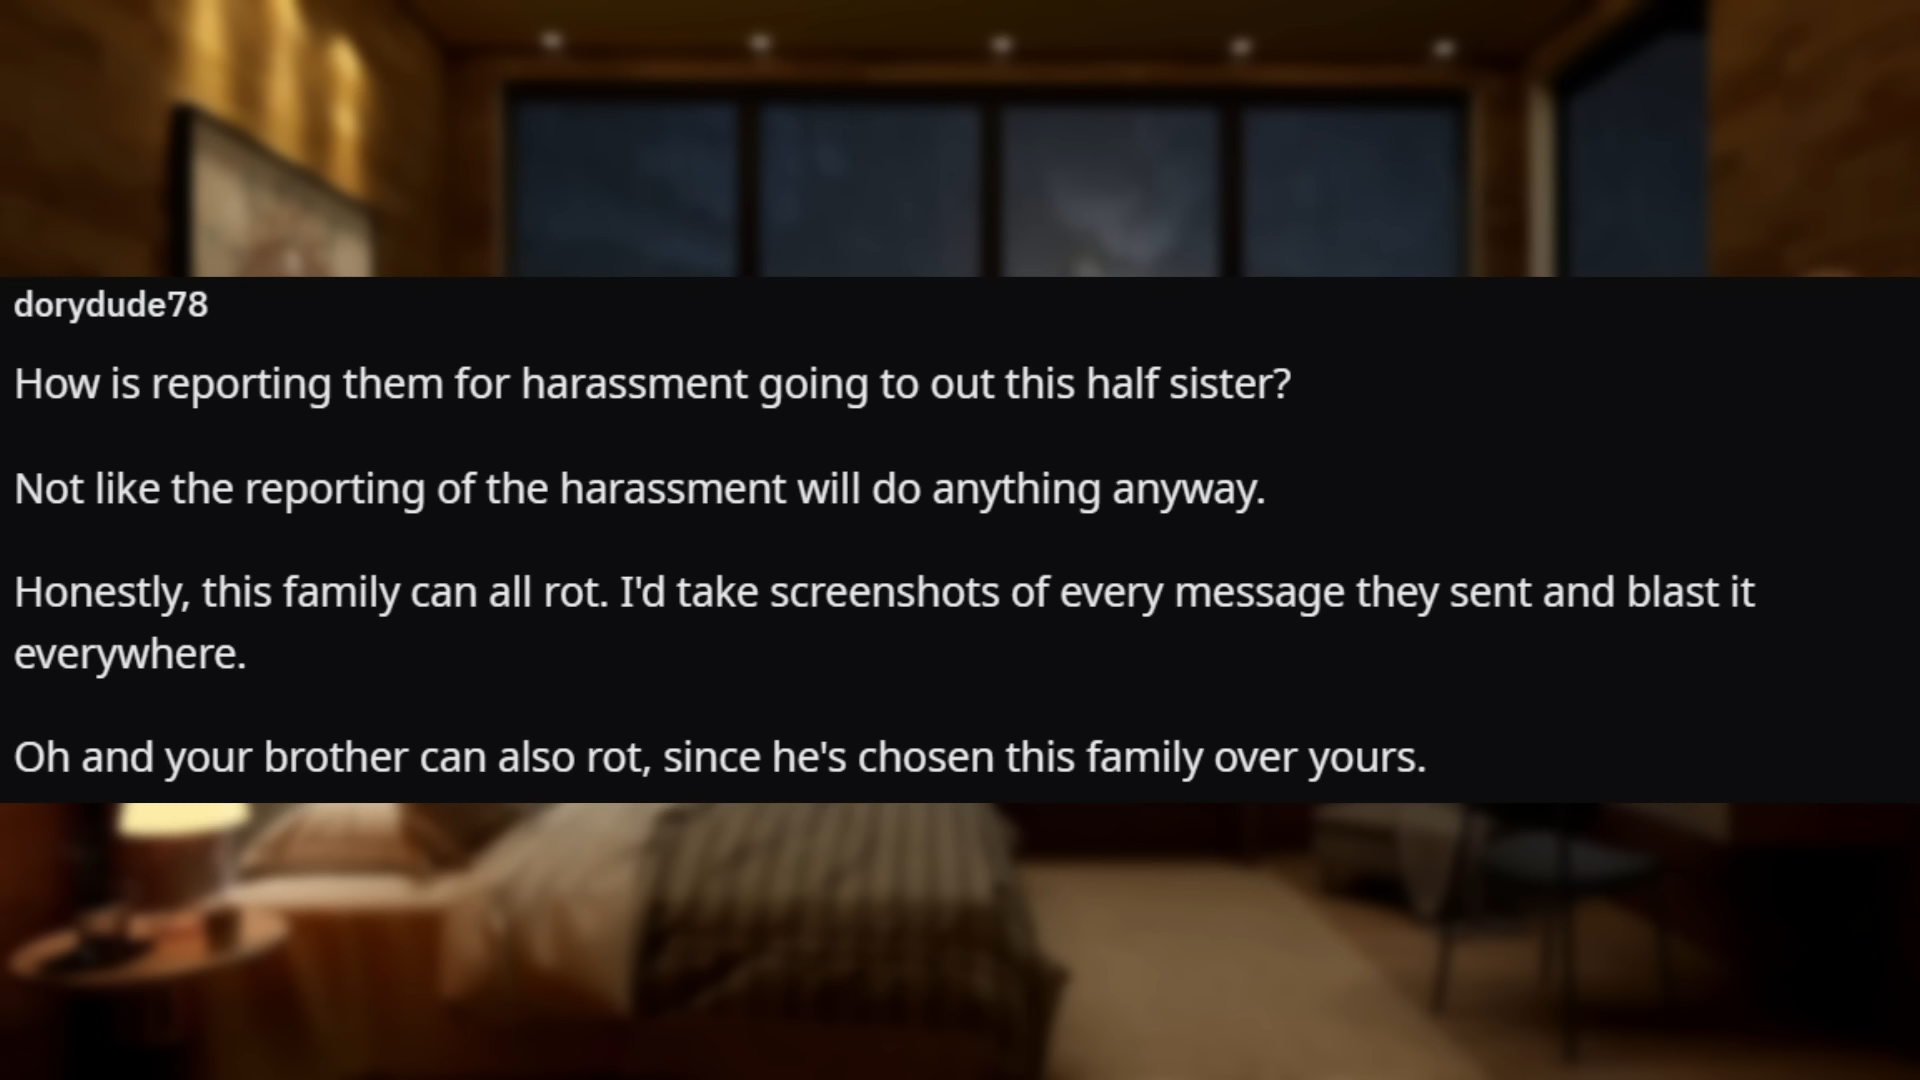 dorydude78
How is reporting them for harassment going to out this half sister?
Not like the reporting of the harassment will do anything anyway.
Honestly, this family can all rot. I'd take screenshots of every message they sent and blast it
everywhere.
Oh and your brother can also rot, since he's chosen this family over yours.